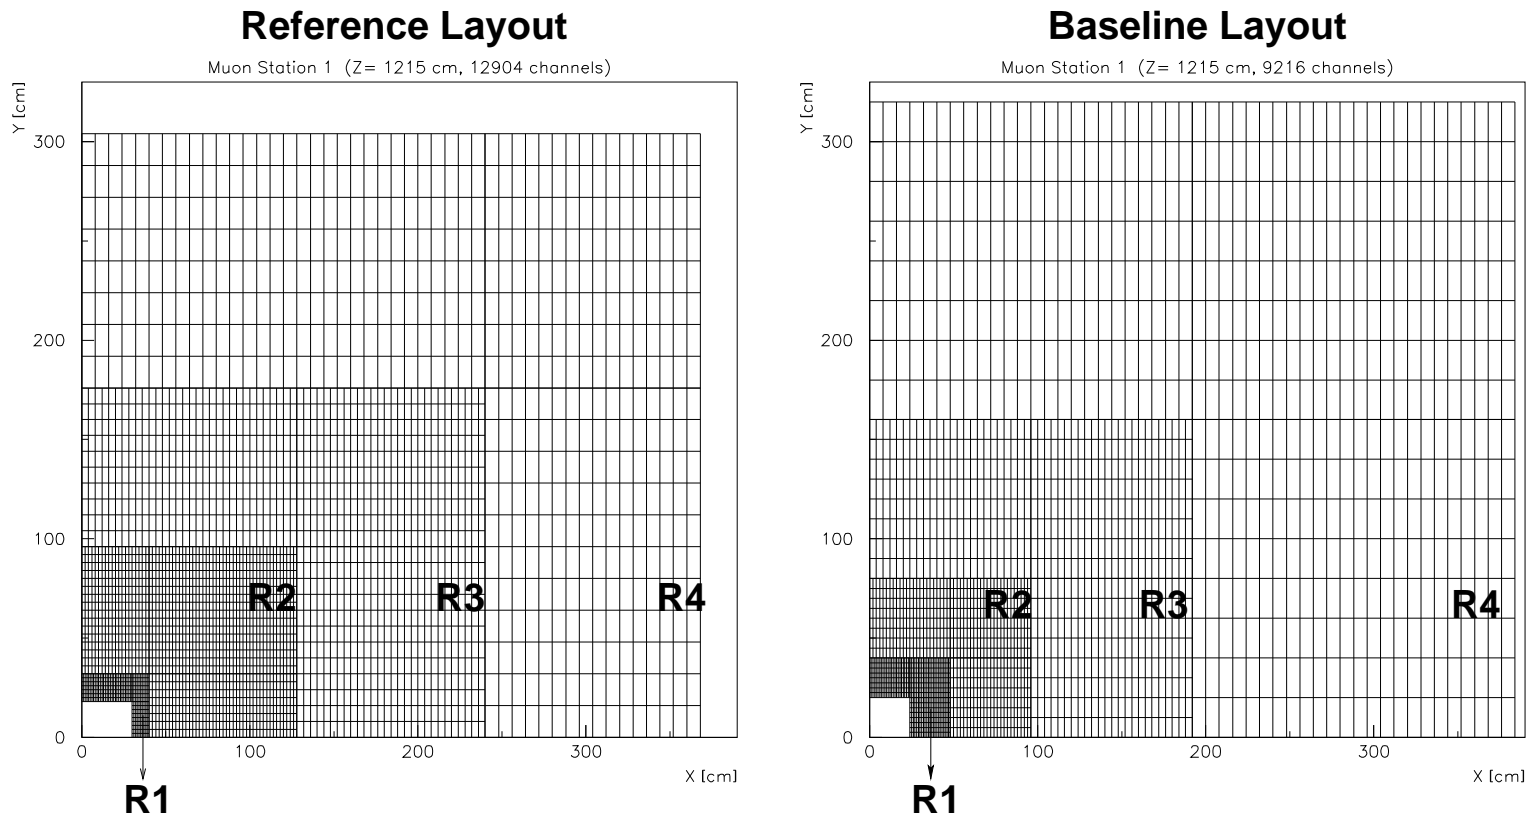 Reference Layout
Muon Station 1 (Z= 1215 cm, 12904 channels)
Y [cm]
300
200
100
0
R2
R3
R4
0
100
200
300
X [cm]
R1
Baseline Layout
Muon Station 1 (Z= 1215 cm, 9216 channels)
Y [cm]
300
200
100
0
R2
R3
R4
0
100
200
300
X [cm]
R1